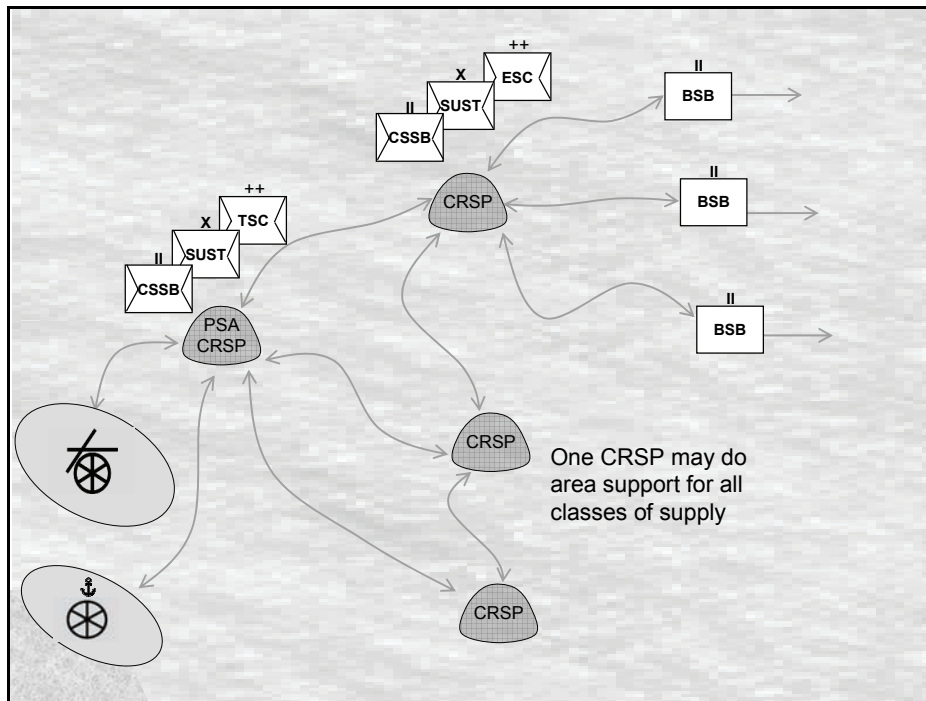 ++
ESC
X
SUST
II
CSSB
II
BSB
CRSP
II
BSB
++
TSC
X
SUST
II
CSSB
PSA
CRSP
II
BSB
CRSP
One CRSP may do
area support for all
classes of supply
CRSP